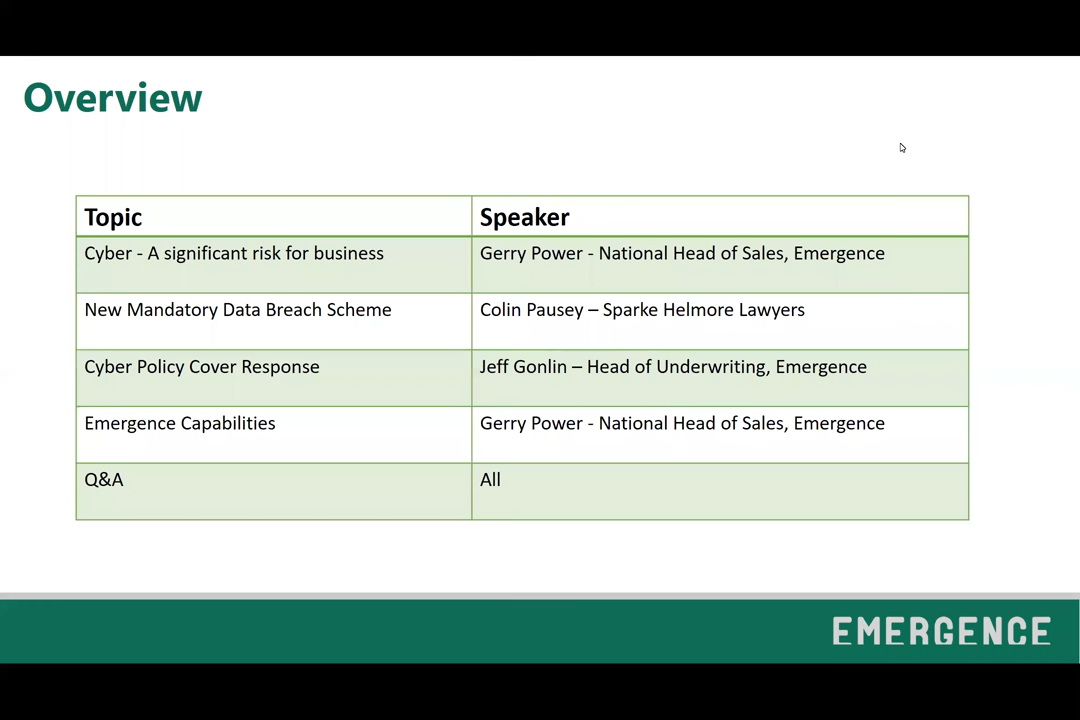 Overview
Topic Speaker
Cyber - A significant risk for business Gerry Power - National Head of Sales, Emergence
New Mandatory Data Breach Scheme Colin Pausey – Sparke Helmore Lawyers
Cyber Policy Cover Response Jeff Gonlin – Head of Underwriting, Emergence
Emergence Capabilities Gerry Power - National Head of Sales, Emergence
Q&A All
EMERGENCE